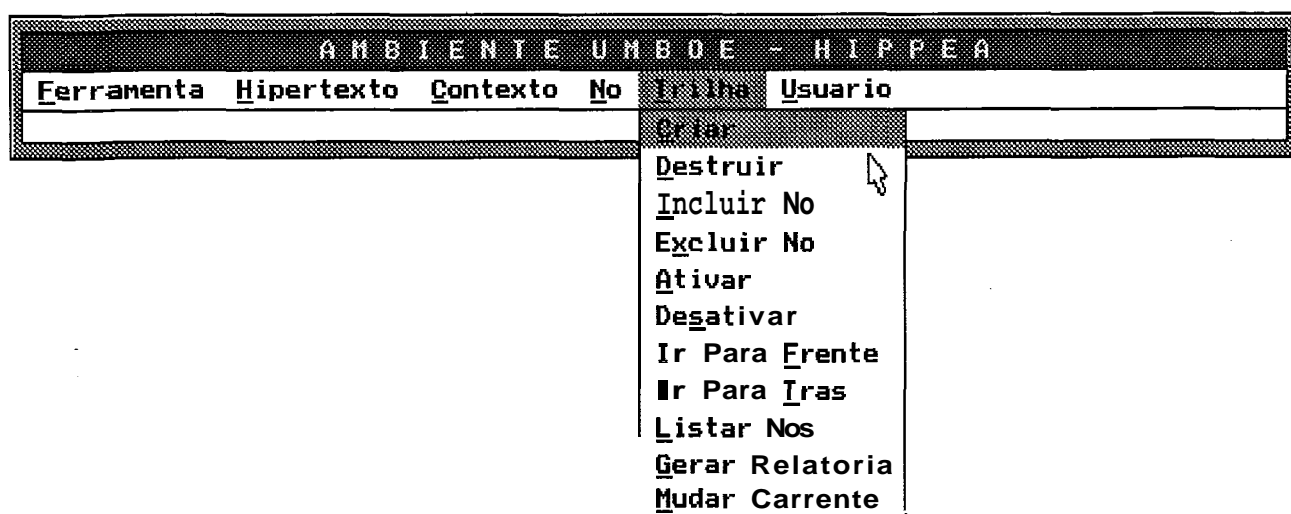 AMBIENTE UMBOE - HIPPEA
Ferramenta Hipertexto Contexto No Trilha Usuario
Criar
Destruir
Incluir No
Excluir No
Ativar
Desativar
Ir Para Frente
Ir Para Tras
Listar Nos
Gerar Relatoria
Mudar Carrente